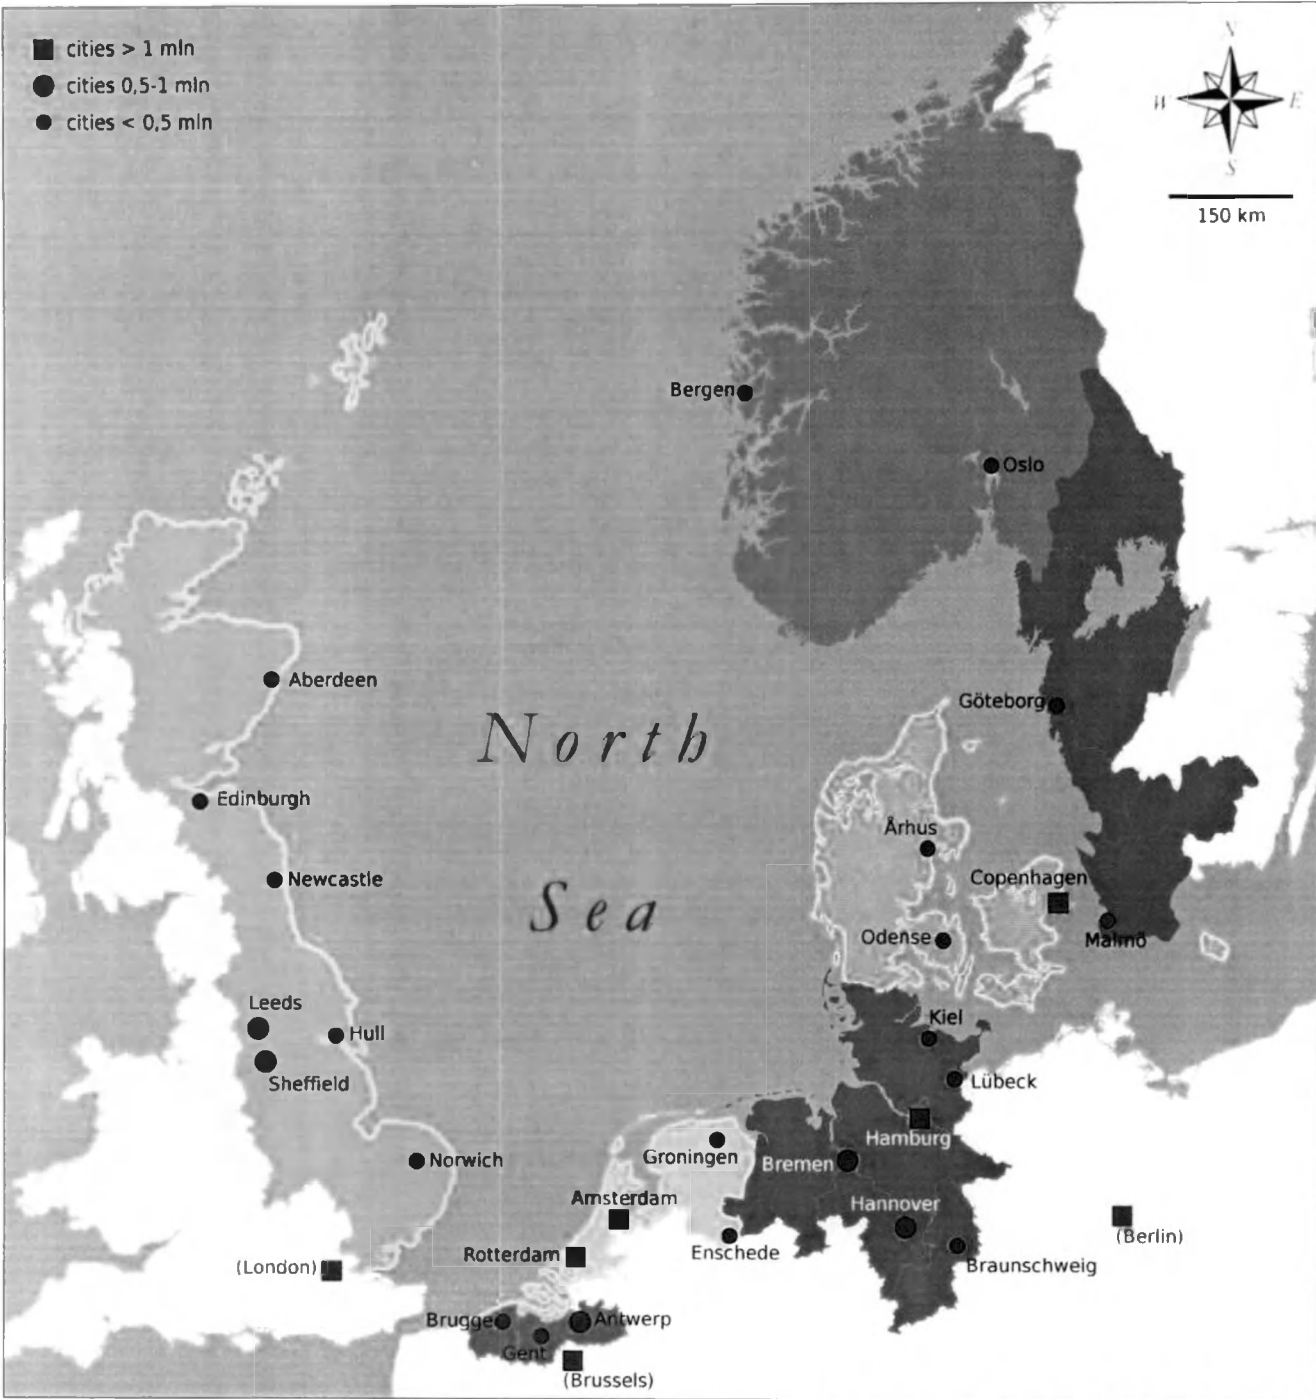 cities > 1 mln
cities 0,5-1 mln
cities < 0,5 mln
N
W
E
S
150 km
Bergen
Oslo
Aberdeen
Göteborg
North
Edinburgh
Århus
Newcastle
Copenhagen
Sea
Odense
Malmö
Leeds
Kiel
Hull
Sheffield
Lübeck
Hamburg
Groningen
Bremen
Norwich
Amsterdam
Hannover
Rotterdam
Enschede
(Berlin)
(London)
Braunschweig
Brugge
Antwerp
Gent
(Brussels)